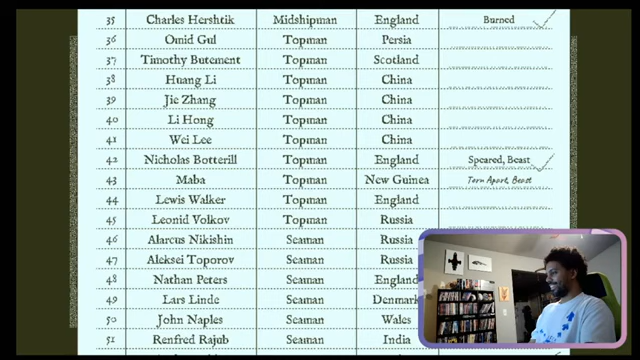 35 Charles Hershtik Midshipman England Burned
36 Omid Gul Topman Persia
37 Timothy Butement Topman Scotland
38 Huang Li Topman China
39 Jie Zhang Topman China
40 Li Hong Topman China
41 Wei Lee Topman China
42 Nicholas Botterill Topman England Speared, Beast
43 Maba Topman New Guinea Torn Apart, Beast
44 Lewis Walker Topman England
45 Leonid Volkov Topman Russia
46 Alarcus Nikishin Seaman Russia
47 Aleksei Toporov Seaman Russia
48 Nathan Peters Seaman England
49 Lars Linde Seaman Denmark
50 John Naples Seaman Wales
51 Renfred Rajub Seaman India